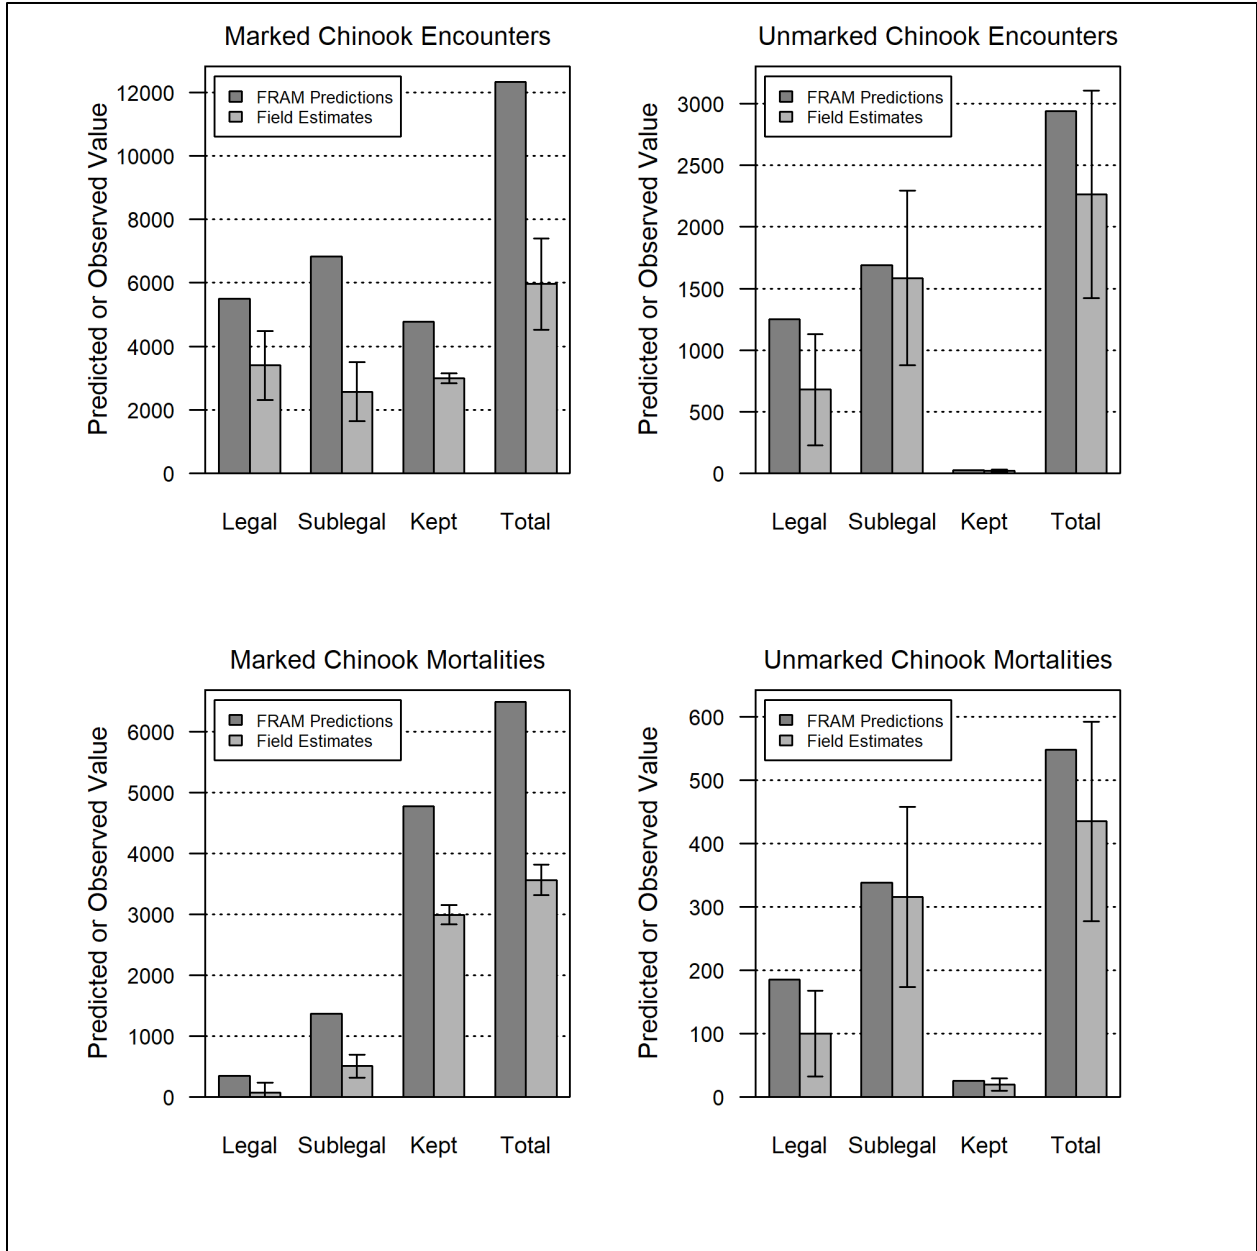 Marked Chinook Encounters
Predicted or Observed Value
12000
10000
8000
6000
4000
2000
0
FRAM Predictions
Field Estimates
Legal Sublegal Kept Total
Unmarked Chinook Encounters
Predicted or Observed Value
3000
2500
2000
1500
1000
500
0
FRAM Predictions
Field Estimates
Legal Sublegal Kept Total
Marked Chinook Mortalities
Predicted or Observed Value
6000
5000
4000
3000
2000
1000
0
FRAM Predictions
Field Estimates
Legal Sublegal Kept Total
Unmarked Chinook Mortalities
Predicted or Observed Value
600
500
400
300
200
100
0
FRAM Predictions
Field Estimates
Legal Sublegal Kept Total